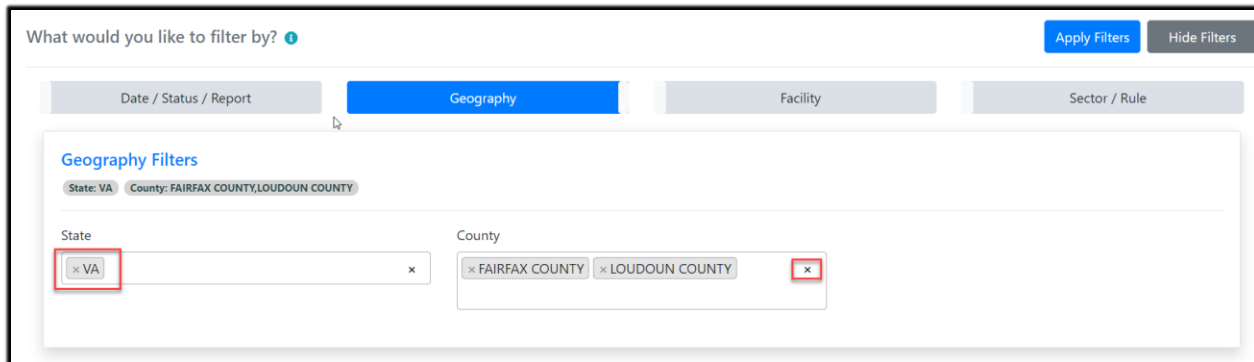 What would you like to filter by?
Apply Filters
Hide Filters
Date / Status / Report
Geography
Facility
Sector / Rule
Geography Filters
State: VA County: FAIRFAX COUNTY,LOUDOUN COUNTY
State
County
× VA ×
× FAIRFAX COUNTY × LOUDOUN COUNTY ×